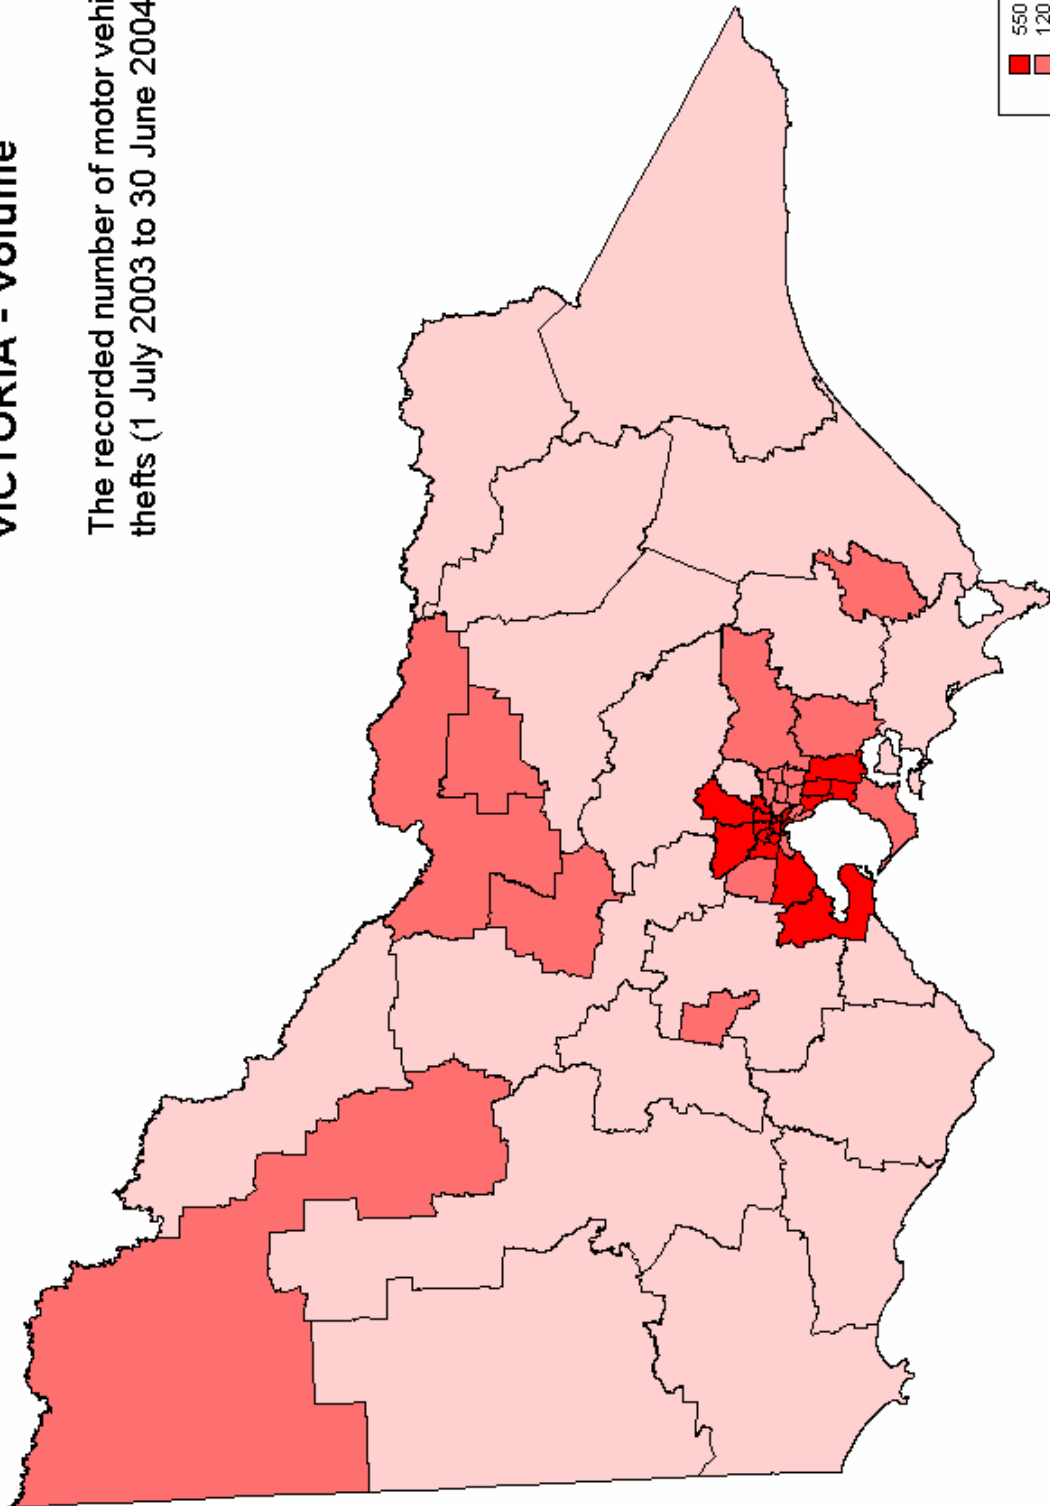 VICTORIA - Volume
The recorded number of motor vehi
thefts (1 July 2003 to 30 June 2004
550
120